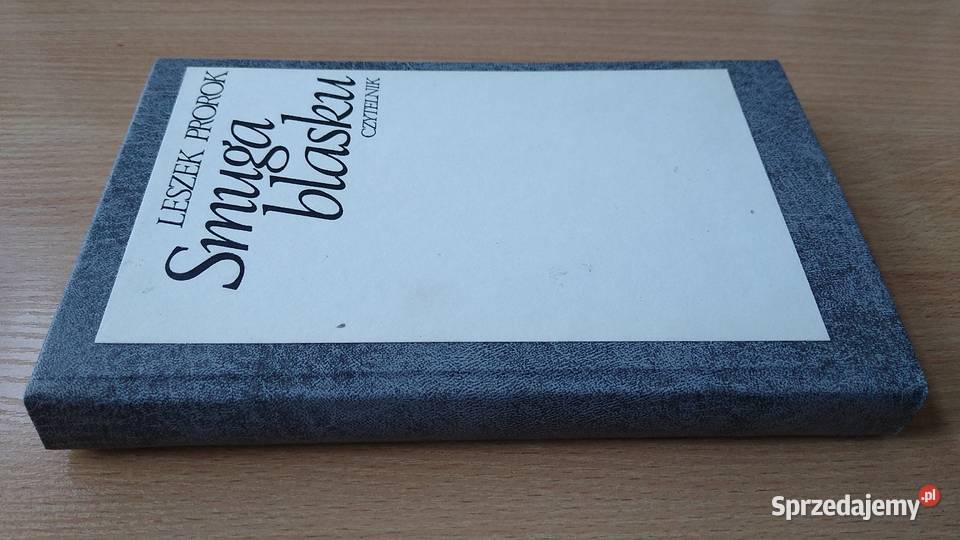 LESZEK PROROK
Smuga
blasku
CZYTELNIK
Sprzedajemy.pl